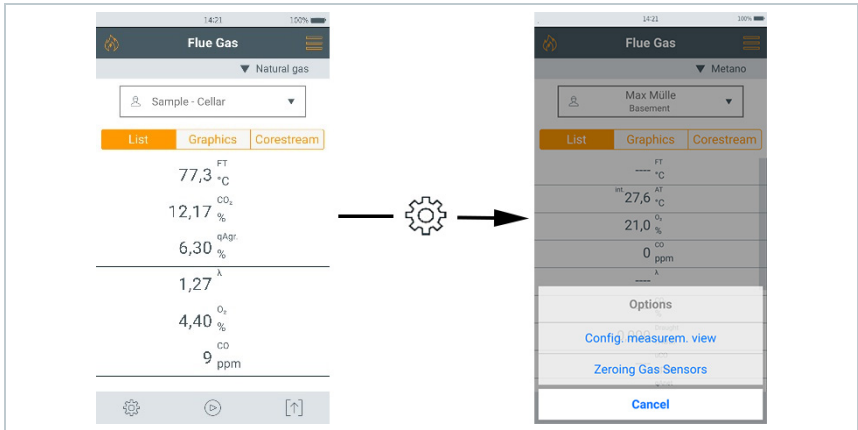 14:21 100%
Flue Gas
▼ Natural gas
Sample - Cellar ▼
List Graphics Corestream
77,3 FT °C
12,17 CO₂ %
6,30 qAgr. %
1,27 λ
4,40 O₂ %
9 CO ppm
14:21 100%
Flue Gas
▼ Metano
Max Mülle
Basement ▼
List Graphics Corestream
---- FT °C
int 27,6 AT °C
21,0 O₂ %
0 CO ppm
---- λ
Options
Config. measurem. view
Zeroing Gas Sensors
Cancel